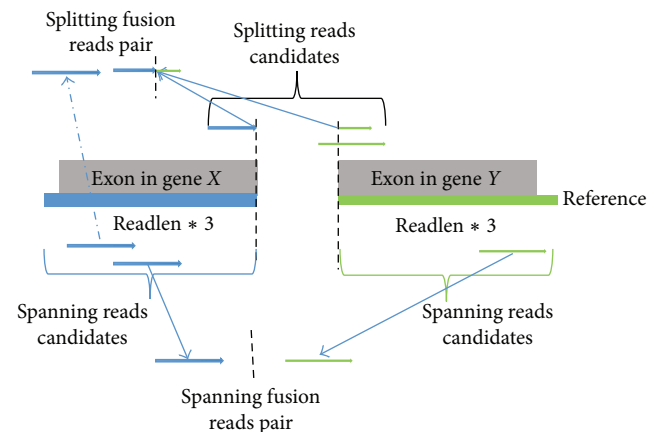 Splitting fusion
reads pair
Splitting reads
candidates
Exon in gene X
Exon in gene Y
Reference
Readlen ∗ 3
Readlen ∗ 3
Spanning reads
candidates
Spanning reads
candidates
Spanning fusion
reads pair